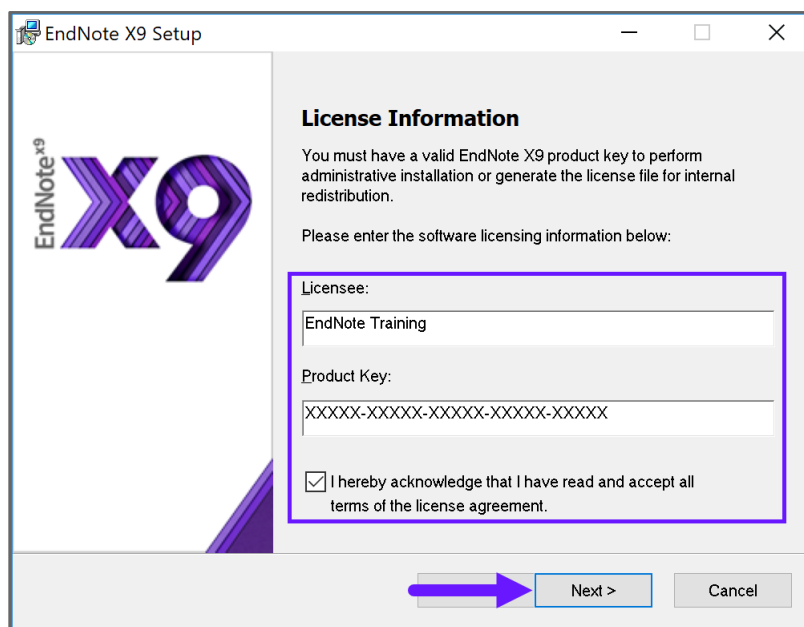 EndNote X9 Setup
EndNote x9
X9
License Information
You must have a valid EndNote X9 product key to perform
administrative installation or generate the license file for internal
redistribution.
Please enter the software licensing information below:
Licensee:
EndNote Training
Product Key:
XXXXX-XXXXX-XXXXX-XXXXX-XXXXX
I hereby acknowledge that I have read and accept all
terms of the license agreement.
Next >
Cancel